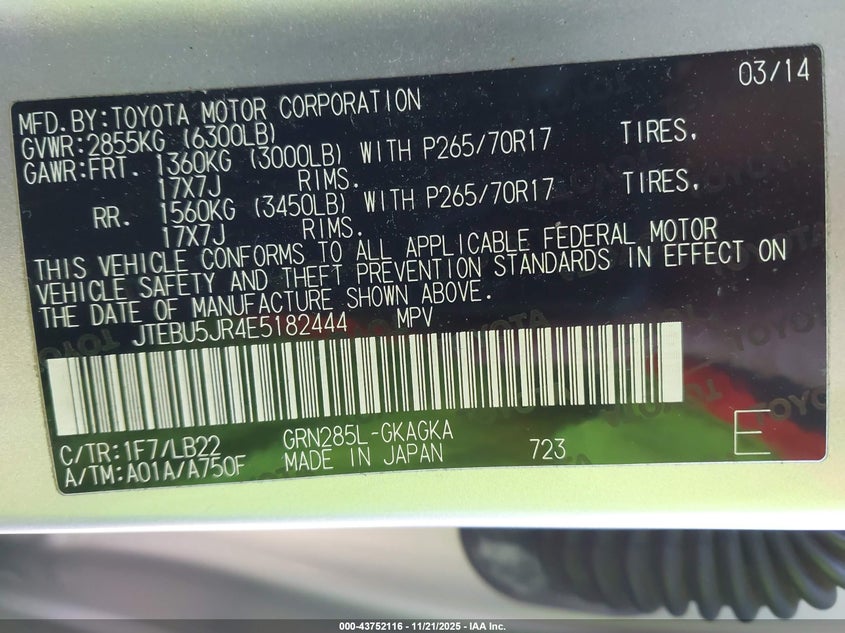 03/14
MFD.BY:TOYOTA MOTOR CORPORATION
GVWR:2855KG (6300LB)
GAWR:FRT. 1360KG (3000LB) WITH P265/70R17 TIRES,
17X7J RIMS.
RR. 1560KG (3450LB) WITH P265/70R17 TIRES,
17X7J RIMS.
THIS VEHICLE CONFORMS TO ALL APPLICABLE FEDERAL MOTOR
VEHICLE SAFETY AND THEFT PREVENTION STANDARDS IN EFFECT ON
THE DATE OF MANUFACTURE SHOWN ABOVE.
JTEBU5JR4E5182444 MPV
C/TR:1F7/LB22 GRN285L-GKAGKA
A/TM:A01A/A750F MADE IN JAPAN 723 E
000-43752116 - 11/21/2025 - IAA Inc.